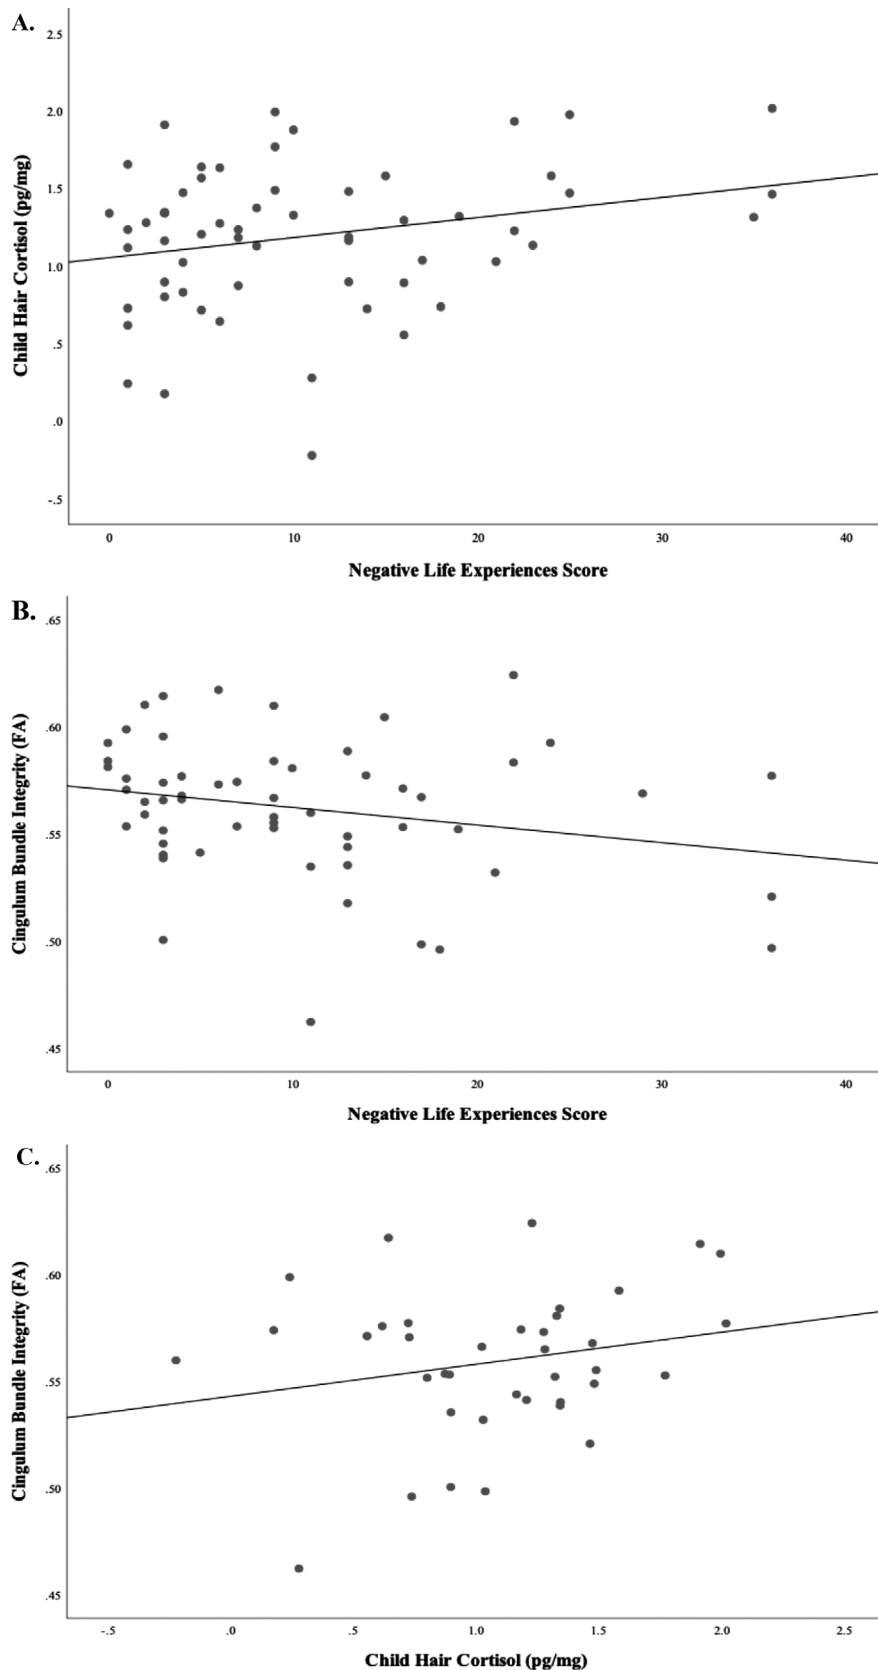 A.
2.5
2.0
1.5
1.0
.5
.0
-.5
Child Hair Cortisol (pg/mg)
0 10 20 30 40
Negative Life Experiences Score
B.
.65
.60
.55
.50
.45
Cingulum Bundle Integrity (FA)
0 10 20 30 40
Negative Life Experiences Score
C.
.65
.60
.55
.50
.45
Cingulum Bundle Integrity (FA)
-.5 .0 .5 1.0 1.5 2.0 2.5
Child Hair Cortisol (pg/mg)